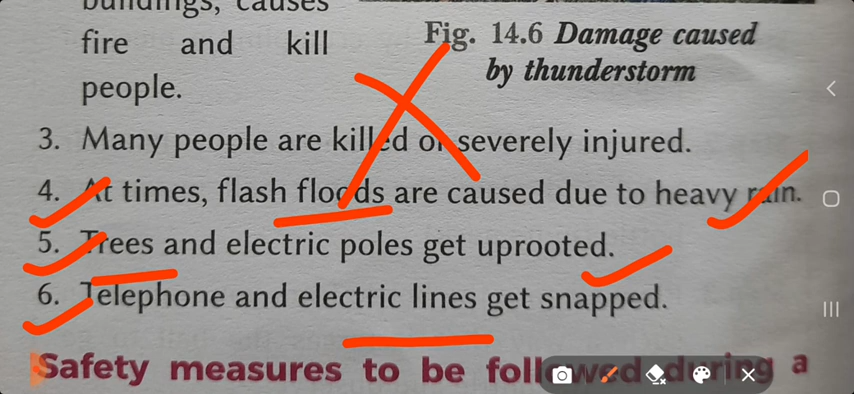 buildings, causes
fire and kill
people.
Fig. 14.6 Damage caused
by thunderstorm
3. Many people are killed or severely injured.
4. At times, flash floods are caused due to heavy rain.
5. Trees and electric poles get uprooted.
6. Telephone and electric lines get snapped.
Safety measures to be followed during a